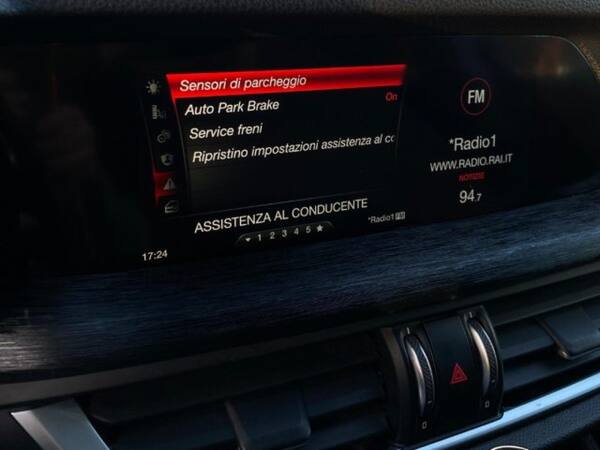 Sensori di parcheggio
Auto Park Brake On
Service freni
Ripristino impostazioni assistenza al co
ASSISTENZA AL CONDUCENTE
1 2 3 4 5
*Radio1 FM
17:24
FM
*Radio1
WWW.RADIO.RAI.IT
NOTIZIE
94.7